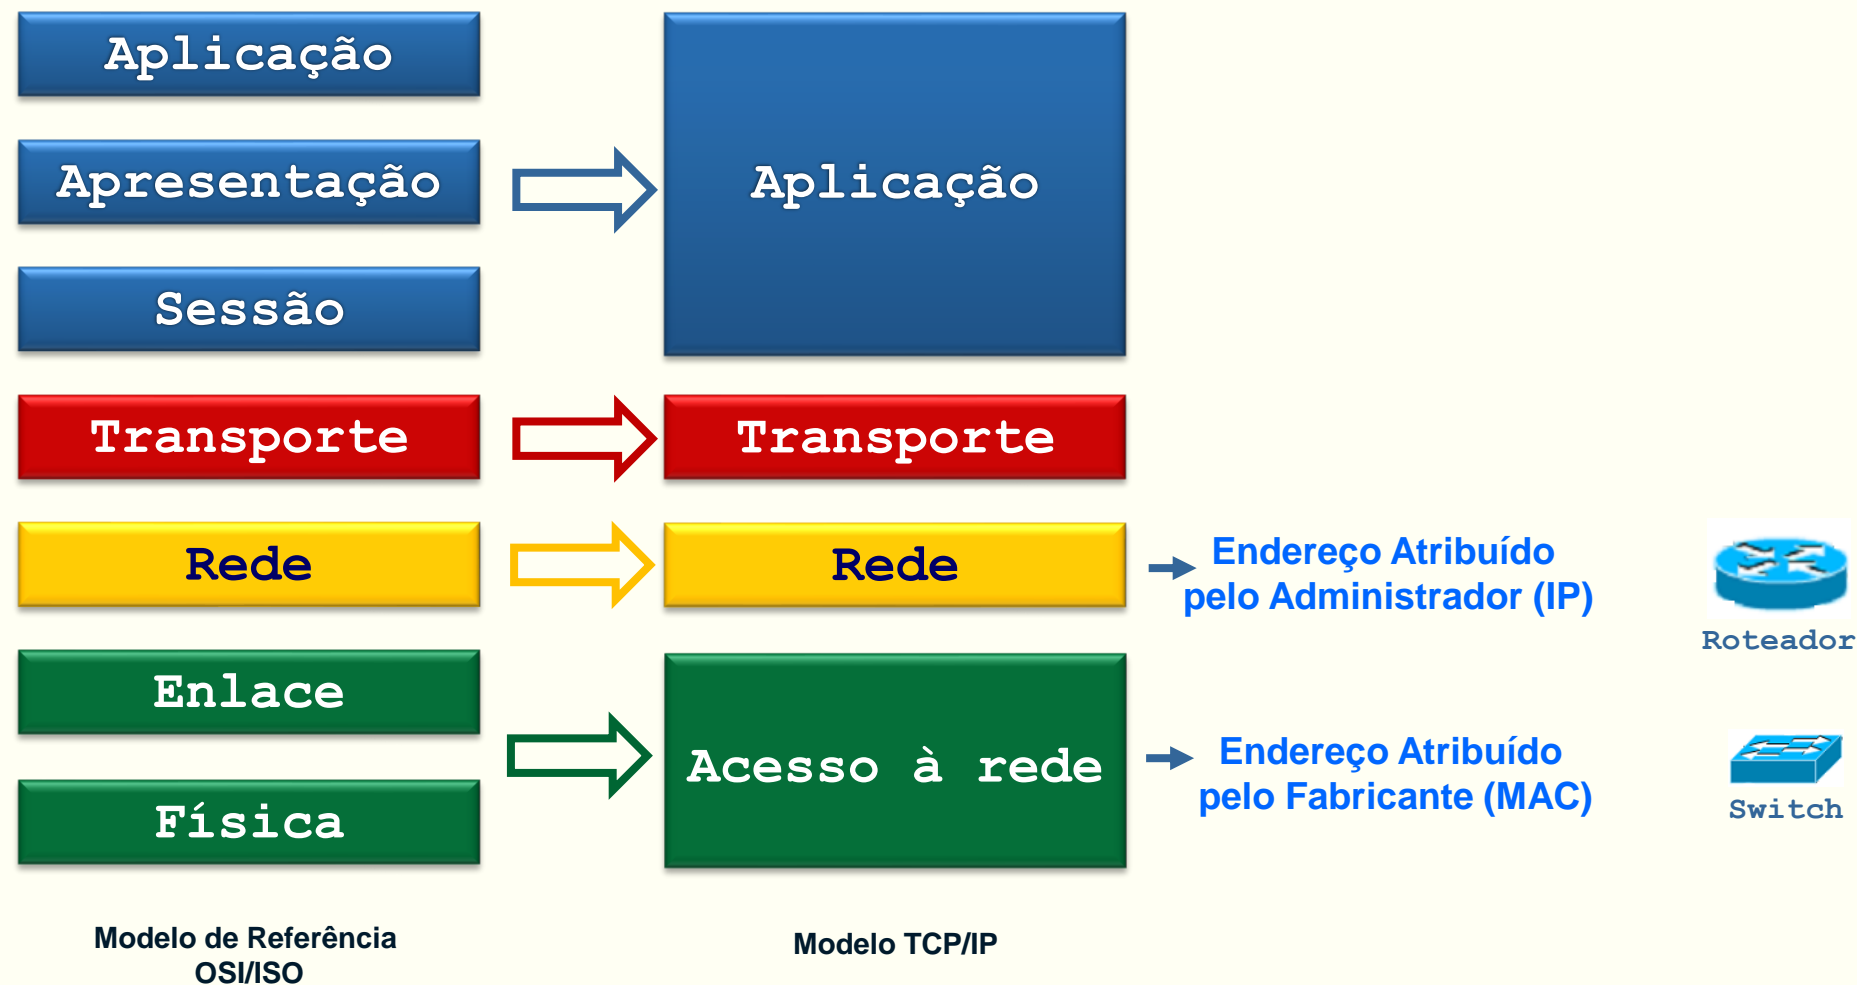 Aplicação
Apresentação
Sessão
Transporte
Rede
Enlace
Física
Modelo de Referência
OSI/ISO
Aplicação
Transporte
Rede
Acesso à rede
Modelo TCP/IP
Endereço Atribuído
pelo Administrador (IP)
Endereço Atribuído
pelo Fabricante (MAC)
Roteador
Switch